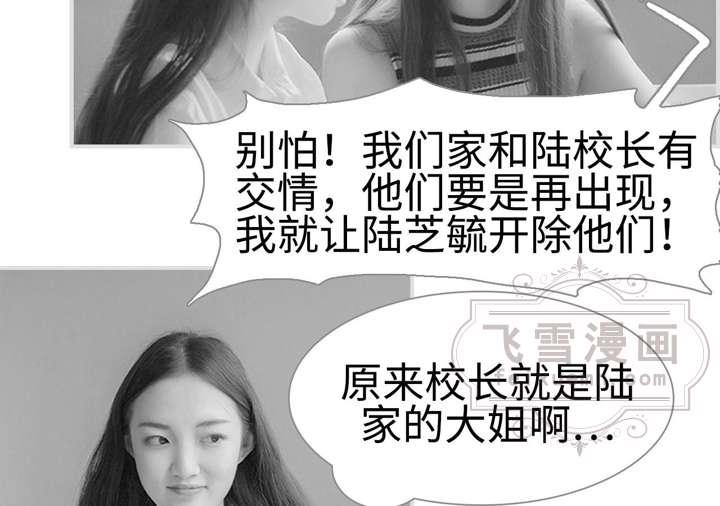 别怕！我们家和陆校长有
交情，他们要是再出现，
我就让陆芝毓开除他们！
飞雪漫画
原来校长就是陆
家的大姐啊…